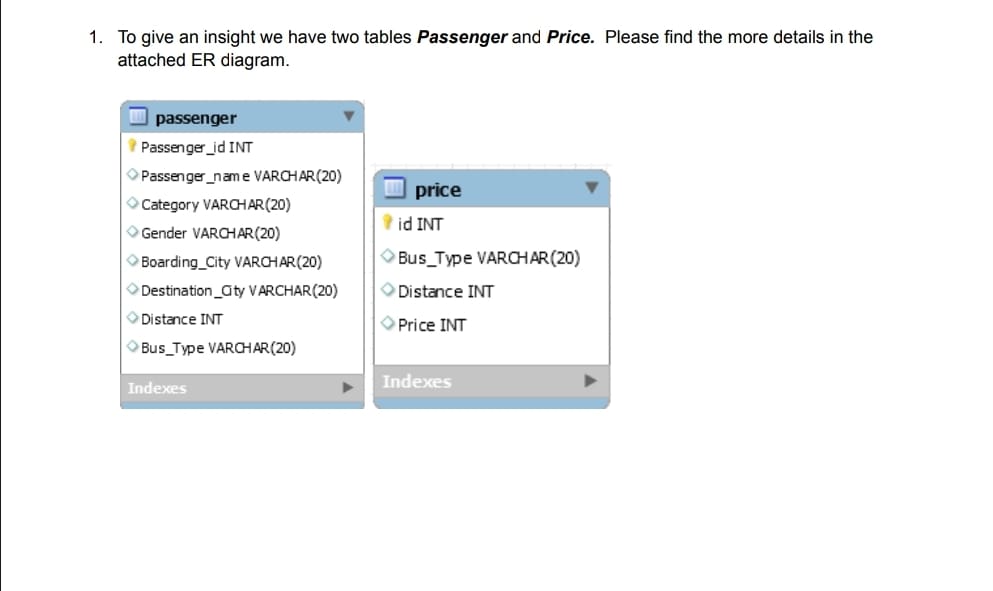 1. To give an insight we have two tables Passenger and Price. Please find the more details in the
attached ER diagram.
passenger
Passenger_id INT
Passenger_name VARCHAR(20)
Category VARCHAR(20)
Gender VARCHAR(20)
Boarding_City VARCHAR(20)
Destination_City VARCHAR(20)
Distance INT
Bus_Type VARCHAR(20)
Indexes
price
id INT
Bus_Type VARCHAR(20)
Distance INT
Price INT
Indexes